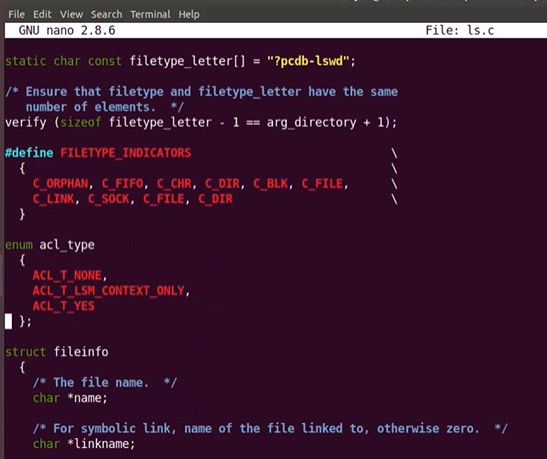 File Edit View Search Terminal Help
GNU nano 2.8.6 File: ls.c
static char const filetype_letter[] = "?pcdb-lswd";
/* Ensure that filetype and filetype_letter have the same
number of elements. */
verify (sizeof filetype_letter - 1 == arg_directory + 1);
#define FILETYPE_INDICATORS \
{ \
C_ORPHAN, C_FIFO, C_CHR, C_DIR, C_BLK, C_FILE, \
C_LINK, C_SOCK, C_FILE, C_DIR \
}
enum acl_type
{
ACL_T_NONE,
ACL_T_LSM_CONTEXT_ONLY,
ACL_T_YES
};
struct fileinfo
{
/* The file name. */
char *name;
/* For symbolic link, name of the file linked to, otherwise zero. */
char *linkname;